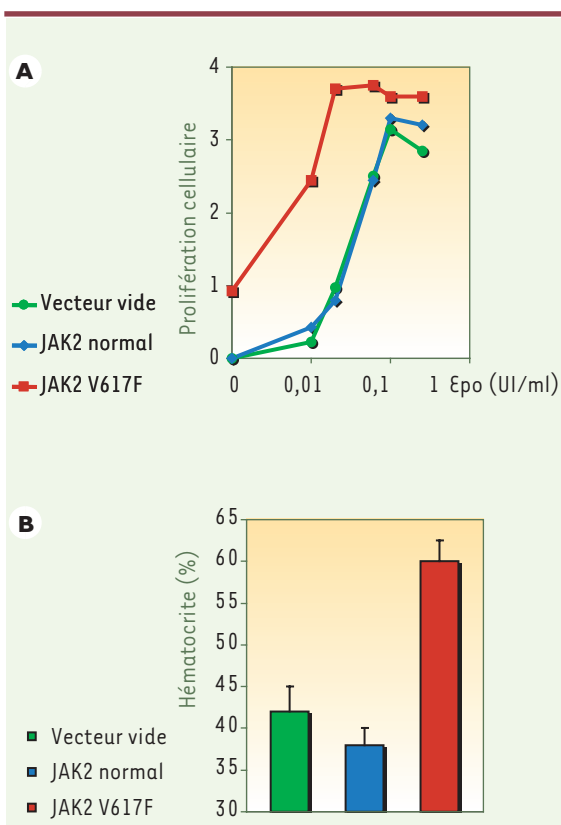 A
4
3
2
1
0
Prolifération cellulaire
Vecteur vide
JAK2 normal
JAK2 V617F
0 0,01 0,1 1 Epo (UI/ml)
B
65
60
55
50
45
40
35
30
Hématocrite (%)
Vecteur vide
JAK2 normal
JAK2 V617F